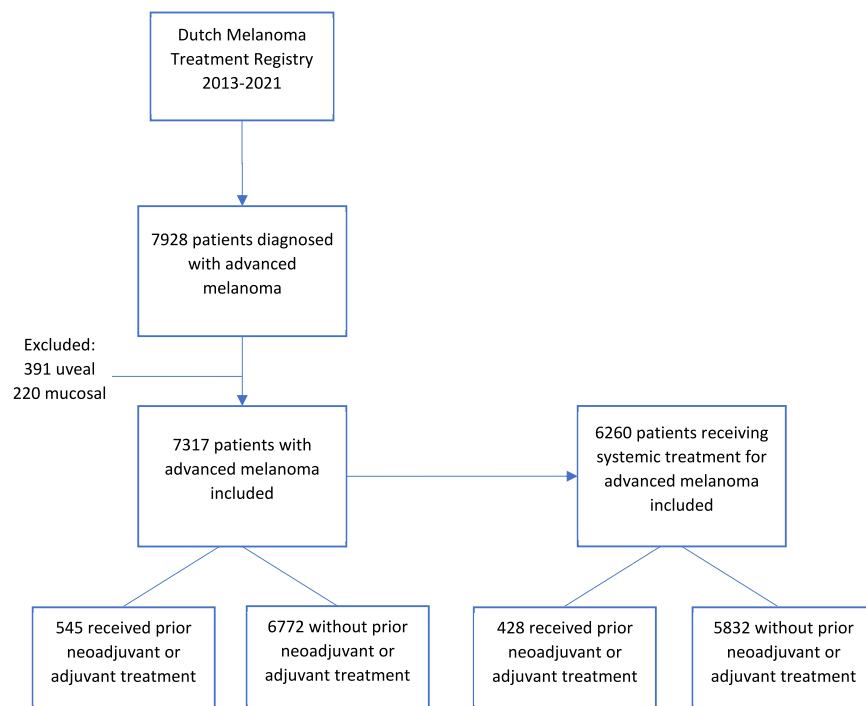 Dutch Melanoma
Treatment Registry
2013-2021
7928 patients diagnosed
with advanced
melanoma
Excluded:
391 uveal
220 mucosal
7317 patients with
advanced melanoma
included
6260 patients receiving
systemic treatment for
advanced melanoma
included
545 received prior
neoadjuvant or
adjuvant treatment
6772 without prior
neoadjuvant or
adjuvant treatment
428 received prior
neoadjuvant or
adjuvant treatment
5832 without prior
neoadjuvant or
adjuvant treatment